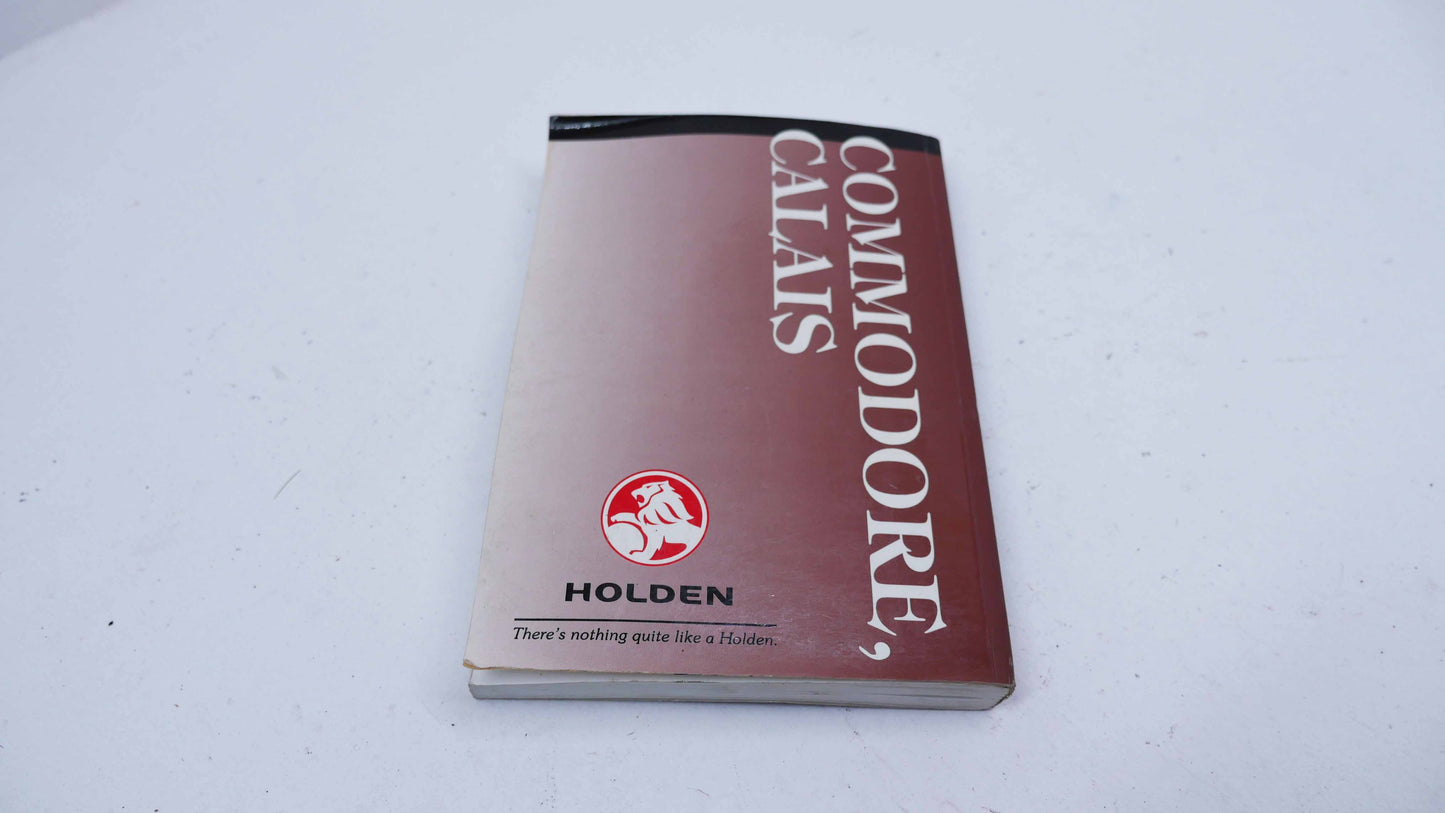 COMMODORE,
CALAIS
HOLDEN
There's nothing quite like a Holden.